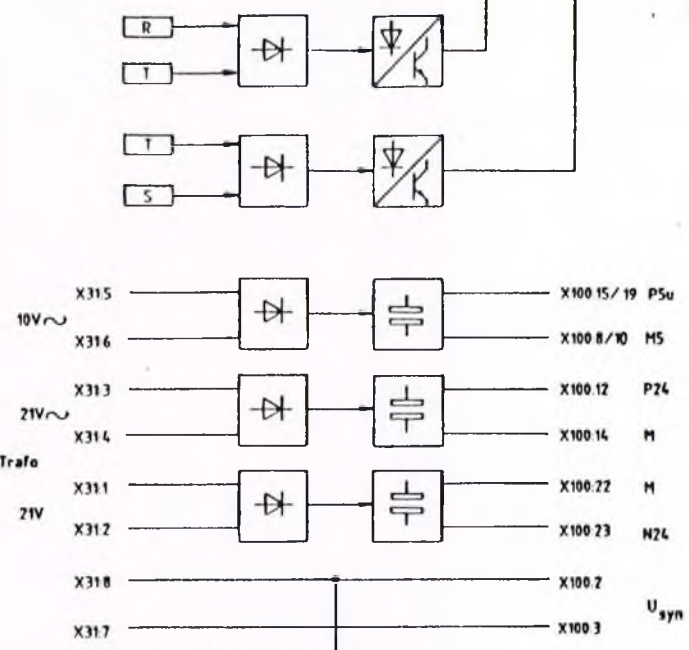 R
T
T
S
X31.5 X100.15/19 P5u
10V~
X31.6 X100.8/10 M5
X31.3 X100.12 P24
21V~
X31.4 X100.14 M
Trafo
X31.1 X100.22 M
21V
X31.2 X100.23 N24
X31.8 X100.2
Usyn
X31.7 X100.3